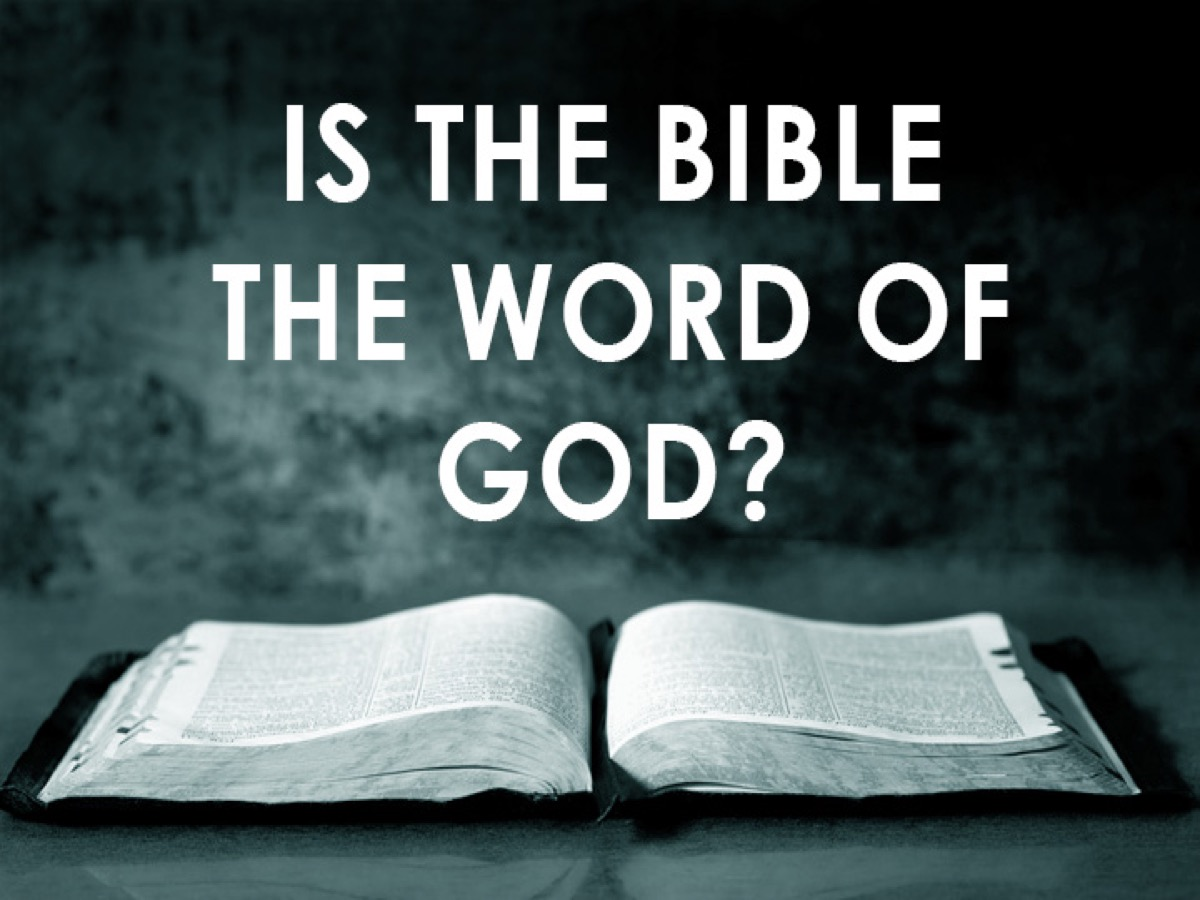 IS THE BIBLE
THE WORD OF
GOD?